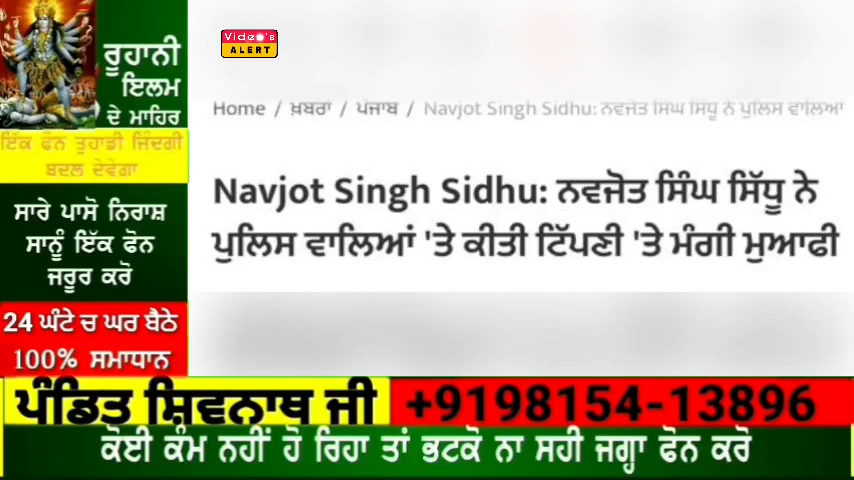 Video's
ALERT
ਰੂਹਾਨੀ
ਇਲਮ
ਦੇ ਮਾਹਿਰ
ਇੱਕ ਫੋਨ ਤੁਹਾਡੀ ਜਿੰਦਗੀ
ਬਦਲ ਦੇਵੇਗਾ
ਸਾਰੇ ਪਾਸੋ ਨਿਰਾਸ਼
ਸਾਨੂੰ ਇੱਕ ਫੋਨ
ਜਰੂਰ ਕਰੋ
24 ਘੰਟੇ ਚ ਘਰ ਬੈਠੇ
100% ਸਮਾਧਾਨ
Home / ਖ਼ਬਰਾਂ / ਪੰਜਾਬ / Navjot Singh Sidhu: ਨਵਜੋਤ ਸਿੰਘ ਸਿੱਧੂ ਨੇ ਪੁਲਿਸ ਵਾਲਿਆਂ
Navjot Singh Sidhu: ਨਵਜੋਤ ਸਿੰਘ ਸਿੱਧੂ ਨੇ
ਪੁਲਿਸ ਵਾਲਿਆਂ 'ਤੇ ਕੀਤੀ ਟਿੱਪਣੀ 'ਤੇ ਮੰਗੀ ਮੁਆਫੀ
ਪੰਡਿਤ ਸ਼ਿਵਨਾਥ ਜੀ +9198154-13896
ਕੋਈ ਕੰਮ ਨਹੀਂ ਹੋ ਰਿਹਾ ਤਾਂ ਭਟਕੋ ਨਾ ਸਹੀ ਜਗ੍ਹਾ ਫੋਨ ਕਰੋ